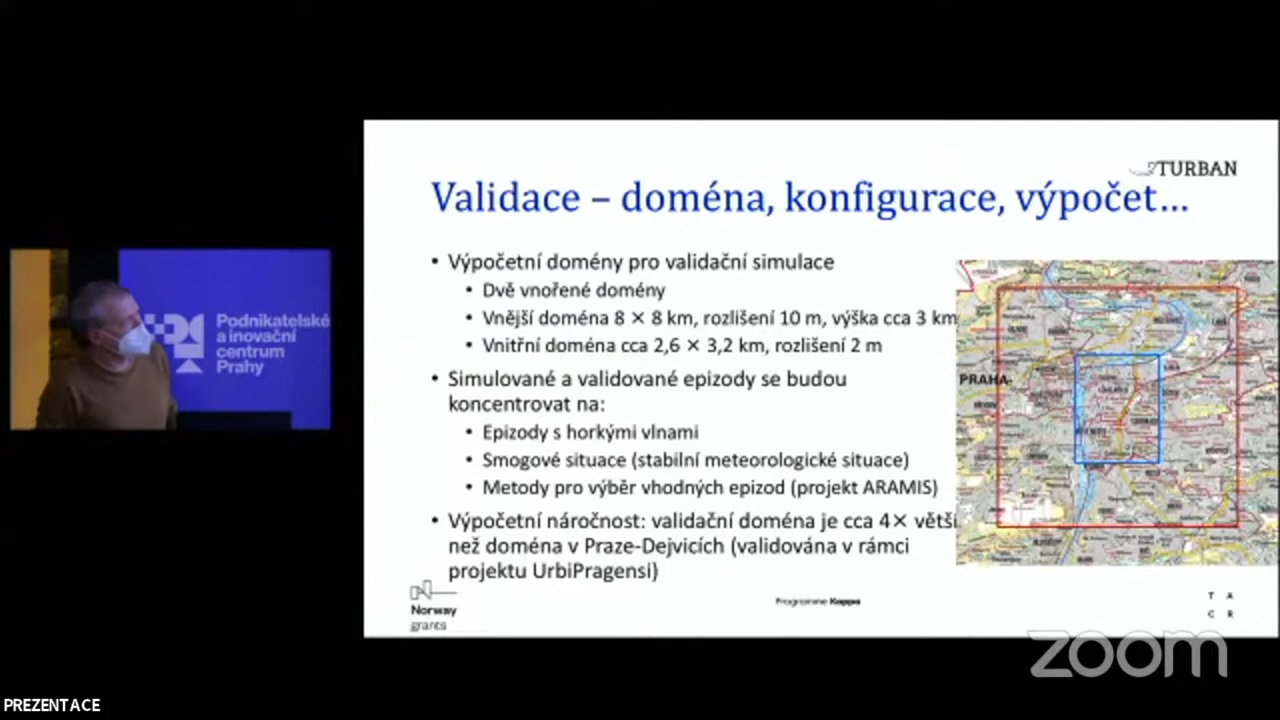 TURBAN
Validace – doména, konfigurace, výpočet...
• Výpočetní domény pro validační simulace
• Dvě vnořené domény
• Vnější doména 8 × 8 km, rozlišení 10 m, výška cca 3 km
• Vnitřní doména cca 2,6 × 3,2 km, rozlišení 2 m
• Simulované a validované epizody se budou
koncentrovat na:
• Epizody s horkými vlnami
• Smogové situace (stabilní meteorologické situace)
• Metody pro výběr vhodných epizod (projekt ARAMIS)
• Výpočetní náročnost: validační doména je cca 4× větší
než doména v Praze-Dejvicích (validována v rámci
projektu UrbiPragensi)
PRAHA-
Podnikatelské
a inovační
centrum
Prahy
Norway
grants
Programme Kappa
T A
C R
zoom
PREZENTACE